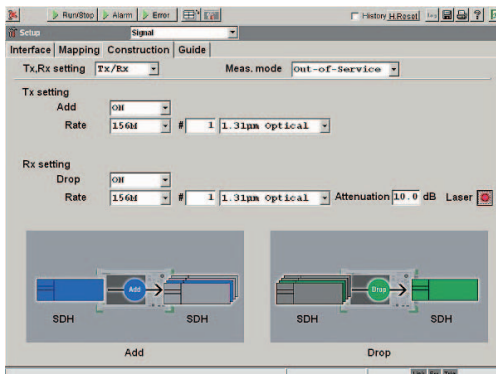 Run/Stop Alarm Error History H.Reset Log ?
Setup Signal
Interface Mapping Construction Guide
Tx,Rx setting Tx/Rx Meas. mode Out-of-Service
Tx setting
Add ON
Rate 156M # 1 1.31µm Optical
Rx setting
Drop ON
Rate 156M # 1 1.31µm Optical Attenuation 10.0 dB Laser
Add Drop
SDH SDH SDH SDH
Add Drop